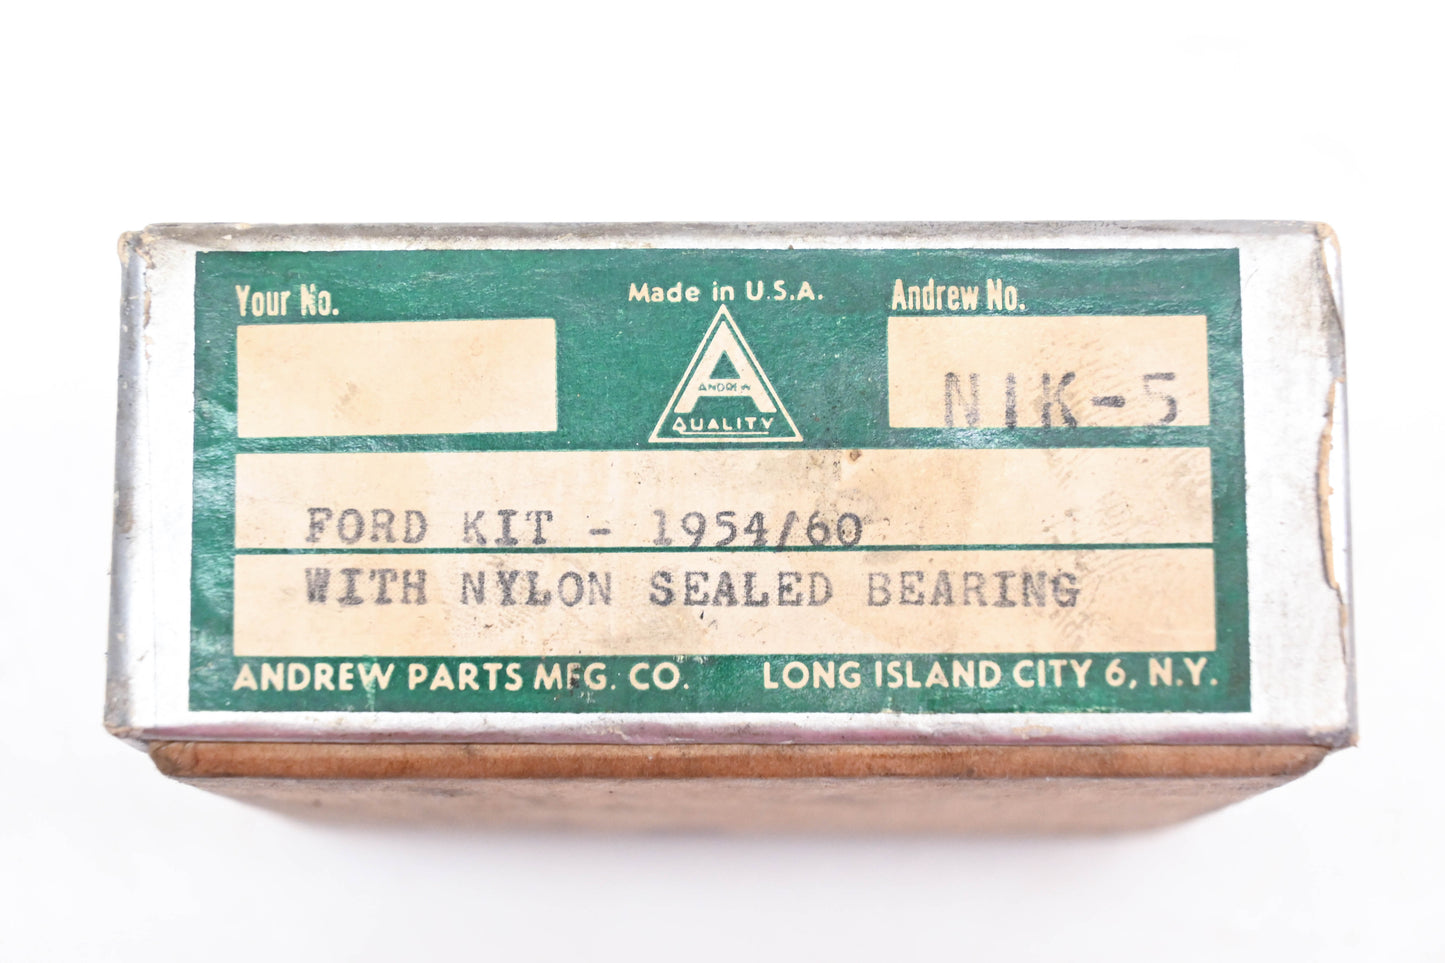 Your No.
Made in U.S.A.
Andrew No.
A
ANDREW
QUALITY
N1K-5
FORD KIT - 1954/60
WITH NYLON SEALED BEARING
ANDREW PARTS MFG. CO. LONG ISLAND CITY 6, N.Y.